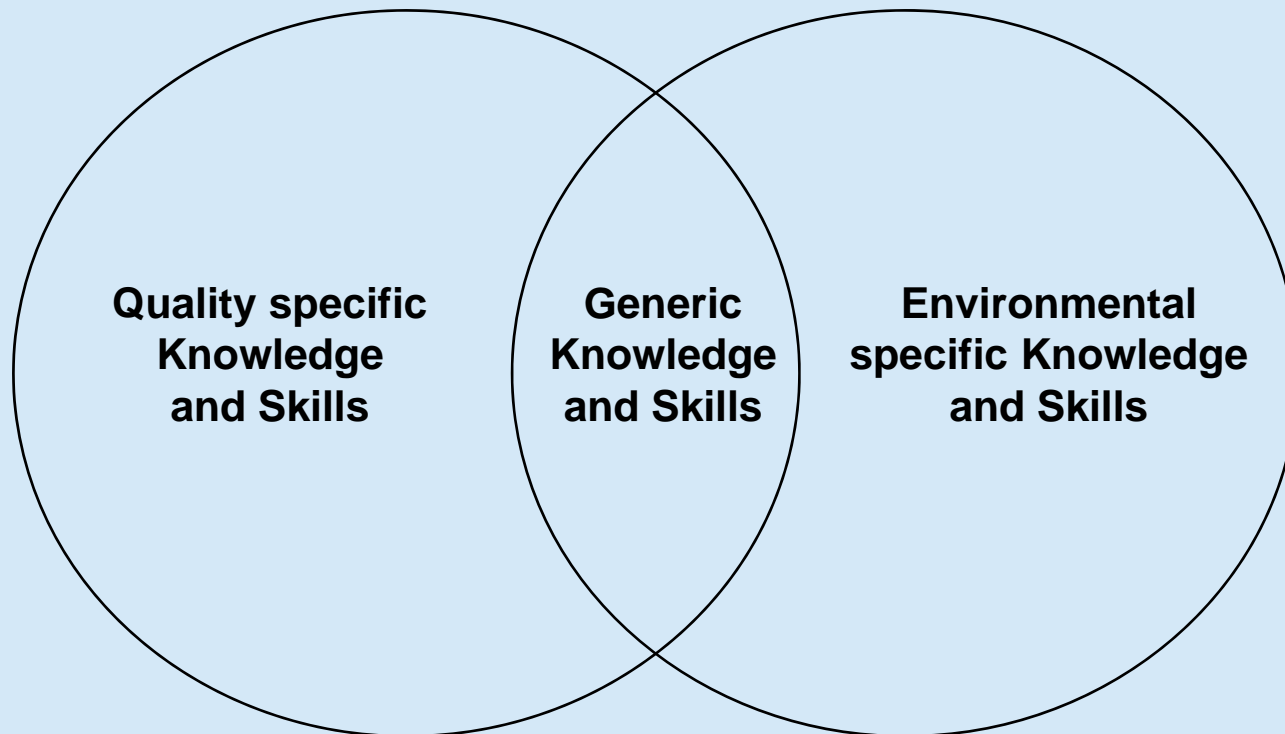 Quality specific
Knowledge
and Skills
Generic
Knowledge
and Skills
Environmental
specific Knowledge
and Skills